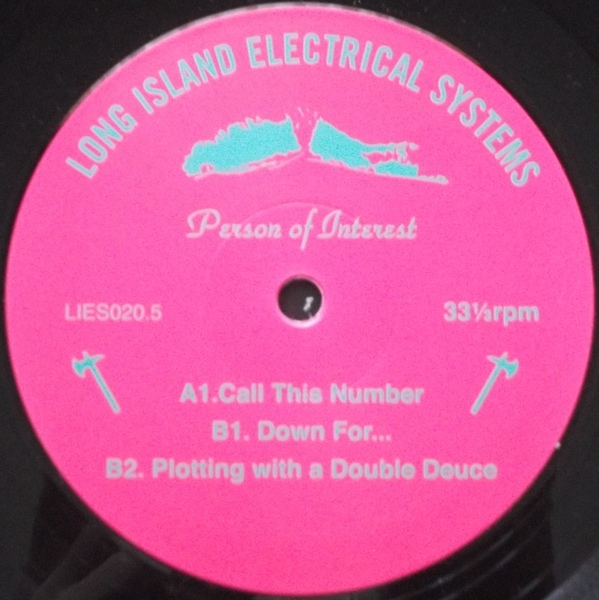 LONG ISLAND ELECTRICAL SYSTEMS
Person of Interest
LIES020.5
33⅓rpm
A1.Call This Number
B1. Down For...
B2. Plotting with a Double Deuce